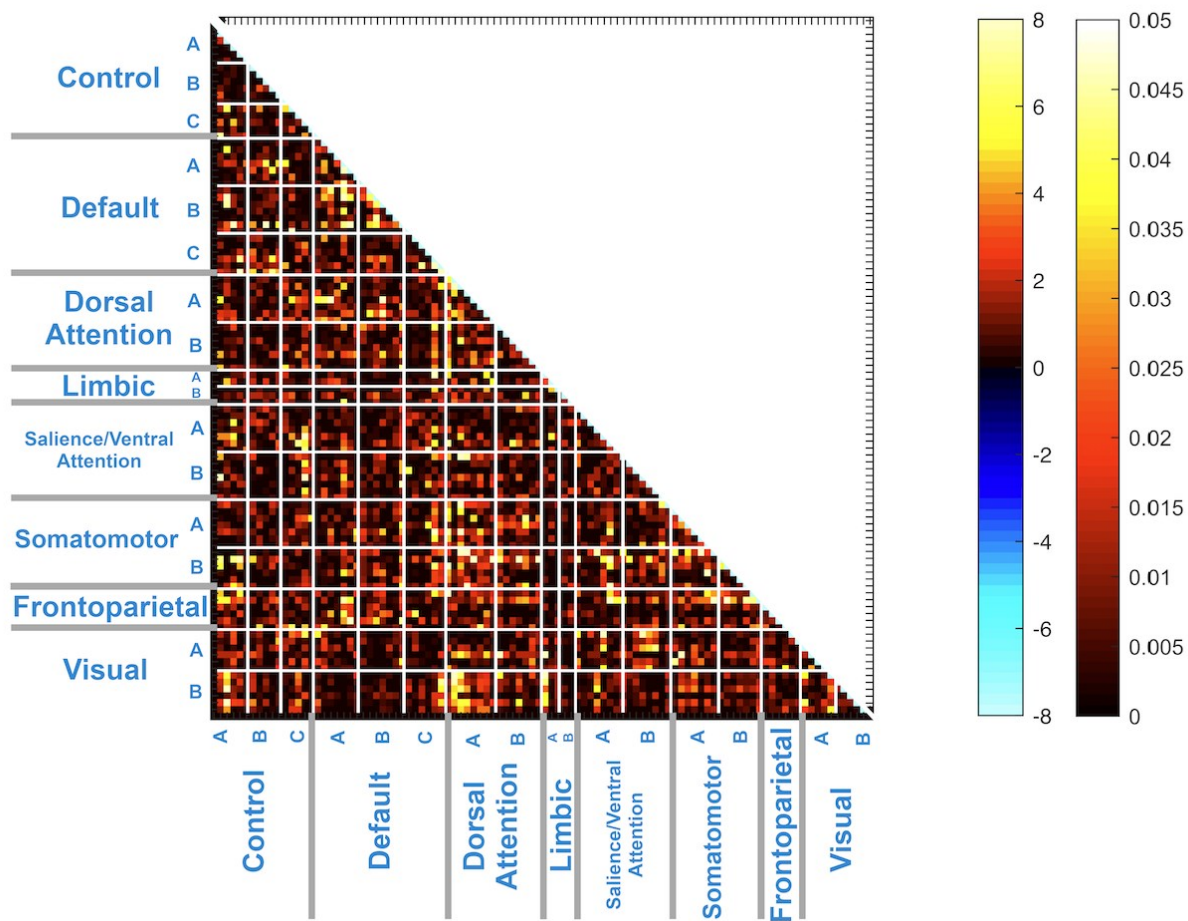 Control
A
B
C
Default
A
B
C
Dorsal
Attention
A
B
Limbic
A
B
Salience/Ventral
Attention
A
B
Somatomotor
A
B
Frontoparietal
Visual
A
B
A B C A B C A B A B A B A B A B
Control
Default
Dorsal
Attention
Limbic
Salience/Ventral
Attention
Somatomotor
Frontoparietal
Visual
8
6
4
2
0
-2
-4
-6
-8
0.05
0.045
0.04
0.035
0.03
0.025
0.02
0.015
0.01
0.005
0